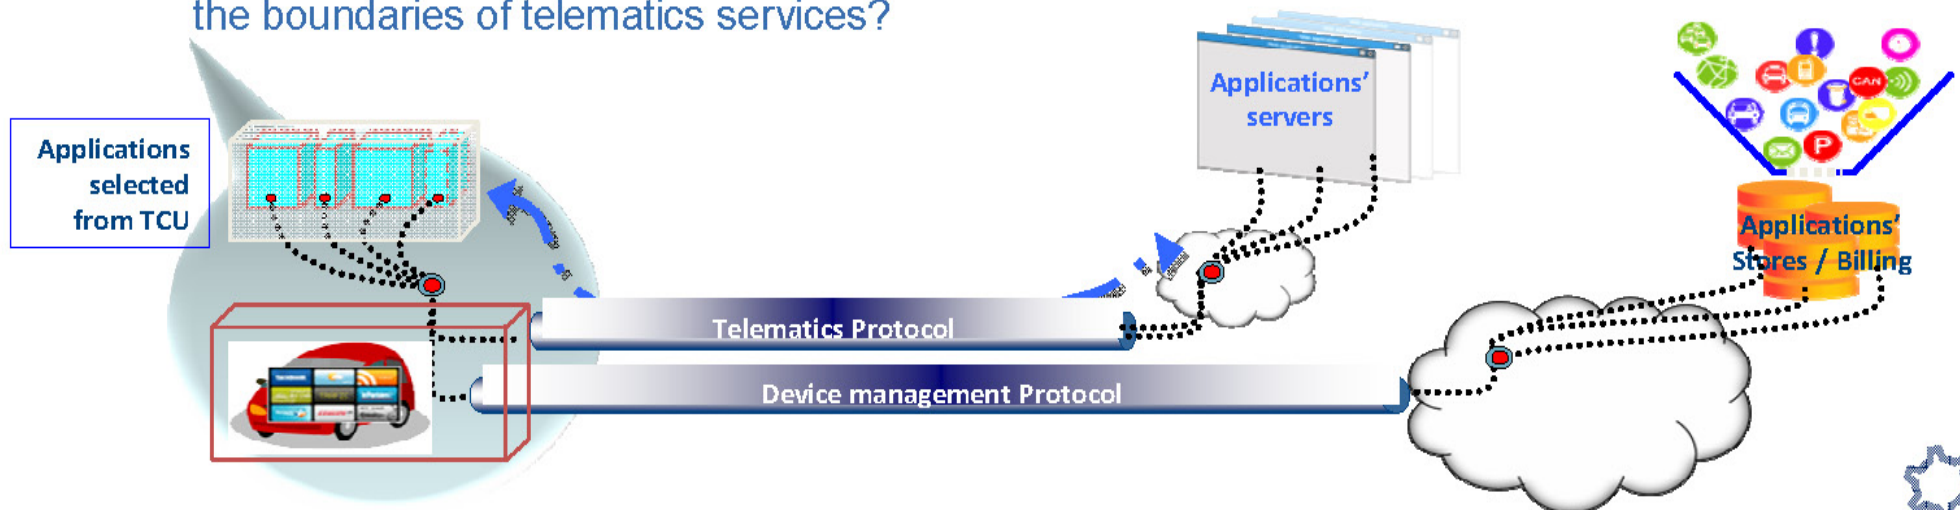 the boundaries of telematics services?
Applications
selected
from TCU
Applications’
servers
CAN
P
Applications’
Stores / Billing
Telematics Protocol
Device management Protocol